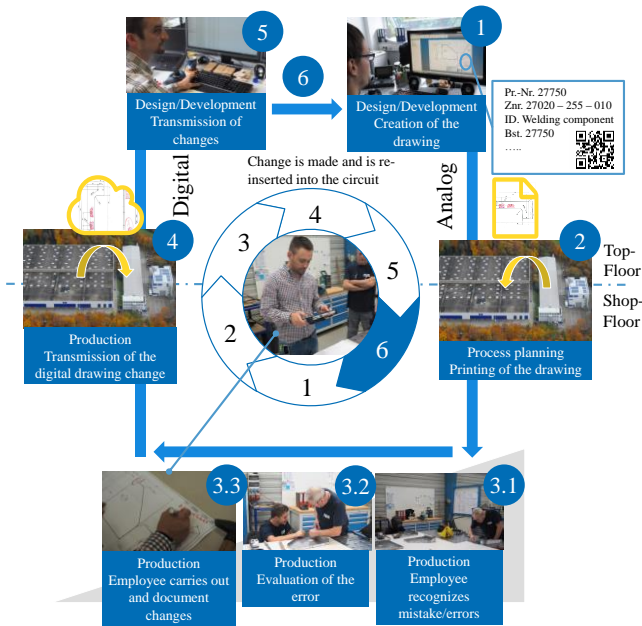 5
Design/Development
Transmission of
changes
6
1
Design/Development
Creation of the
drawing
Pr.-Nr. 27750
Znr. 27020 – 255 – 010
ID. Welding component
Bst. 27750
…..
Digital
Change is made and is re-
inserted into the circuit
Analog
4
Production
Transmission of the
digital drawing change
1
2
3
4
5
6
2
Process planning
Printing of the drawing
Top-
Floor
Shop-
Floor
3.3
Production
Employee carries out
and document
changes
3.2
Production
Evaluation of the
error
3.1
Production
Employee
recognizes
mistake/errors